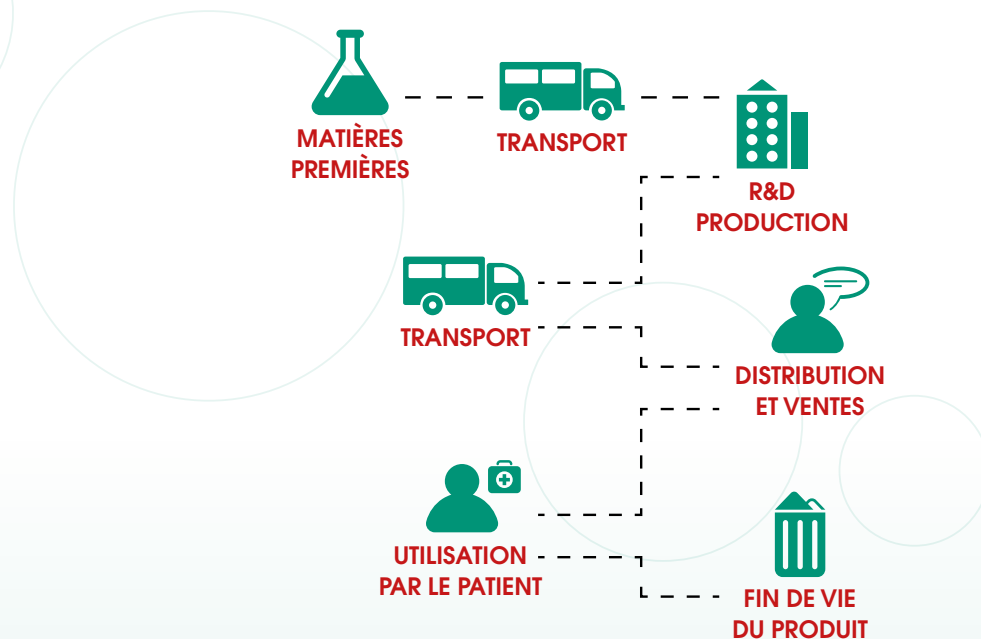 MATIÈRES
PREMIÈRES
TRANSPORT
R&D
PRODUCTION
TRANSPORT
DISTRIBUTION
ET VENTES
UTILISATION
PAR LE PATIENT
FIN DE VIE
DU PRODUIT